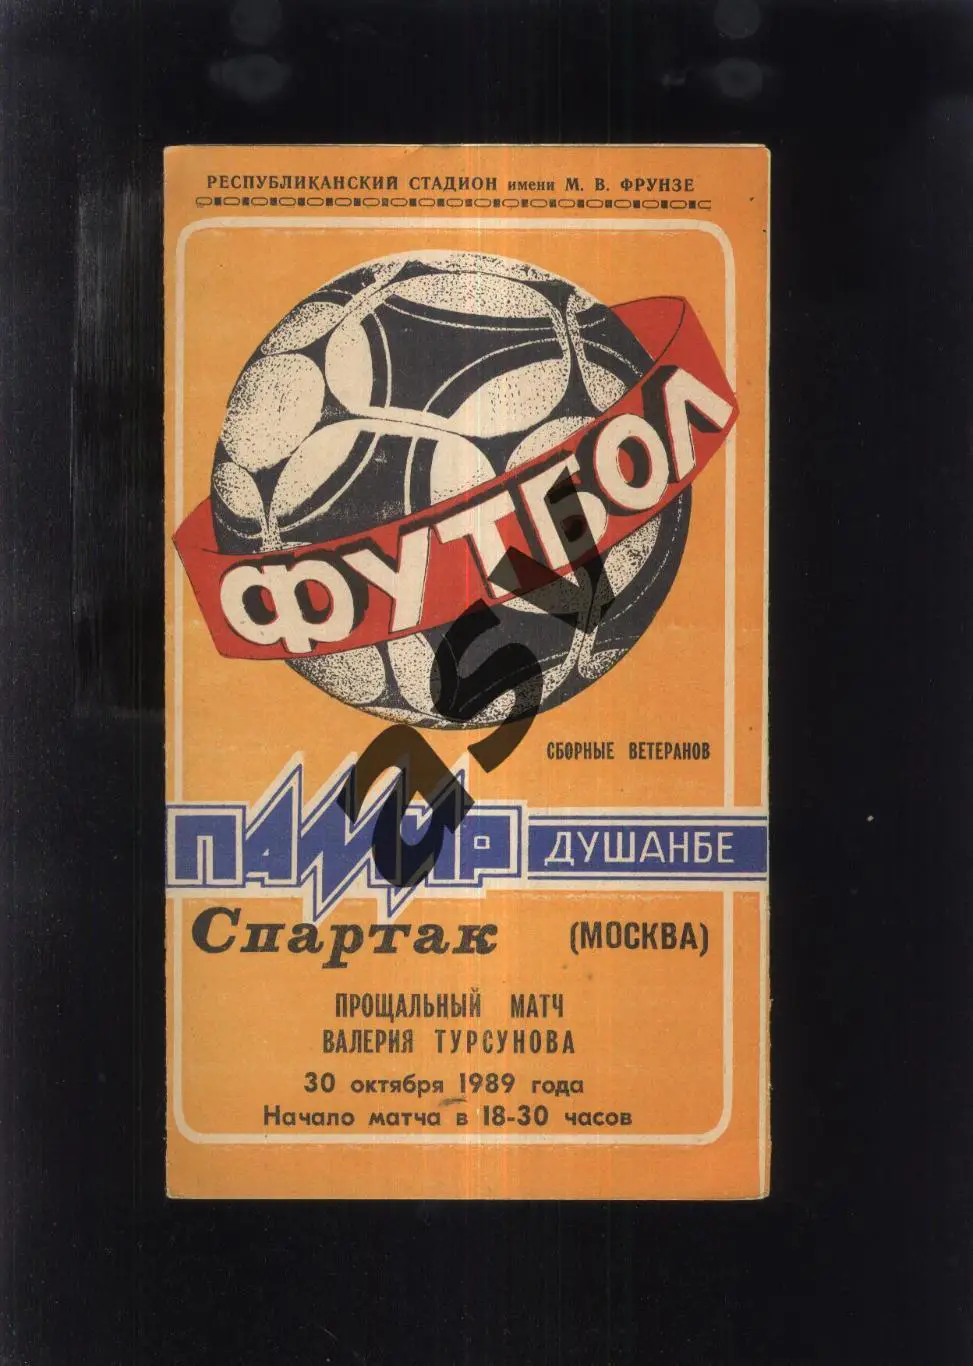 РЕСПУБЛИКАНСКИЙ СТАДИОН имени М. В. ФРУНЗЕ
ФУТБОЛ
СБОРНЫЕ ВЕТЕРАНОВ
ПАМИР ДУШАНБЕ
Спартак (МОСКВА)
ПРОЩАЛЬНЫЙ МАТЧ
ВАЛЕРИЯ ТУРСУНОВА
30 октября 1989 года
Начало матча в 18-30 часов